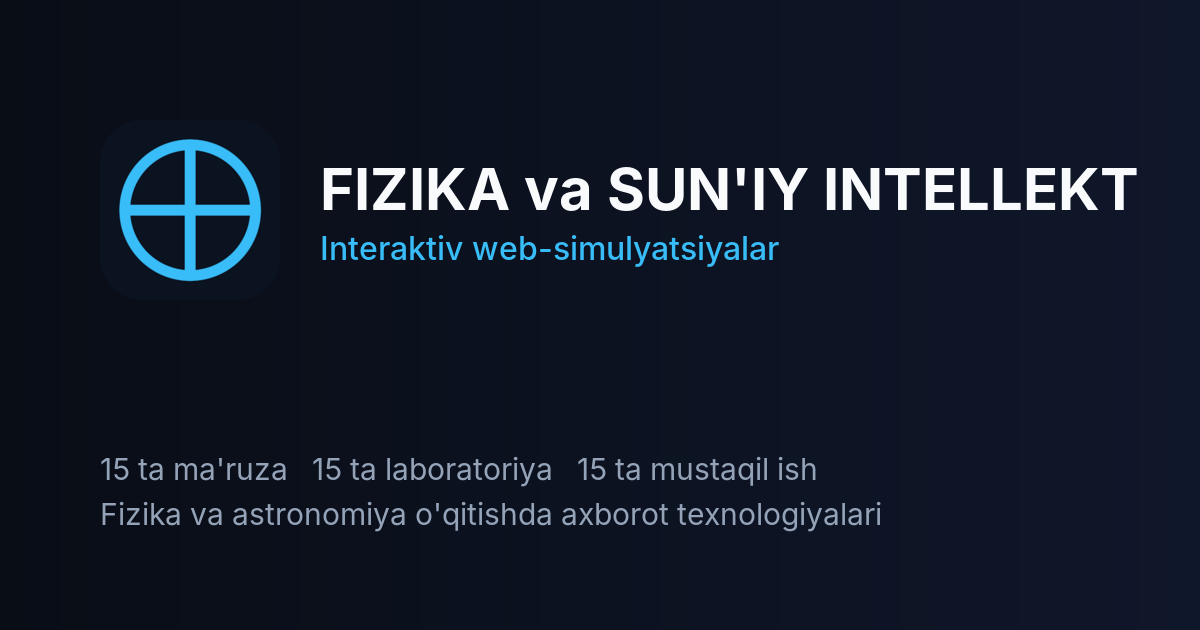 FIZIKA va SUN'IY INTELLEKT
Interaktiv web-simulyatsiyalar
15 ta ma'ruza 15 ta laboratoriya 15 ta mustaqil ish
Fizika va astronomiya o'qitishda axborot texnologiyalari